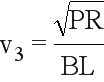 v₃ = √PR / BL